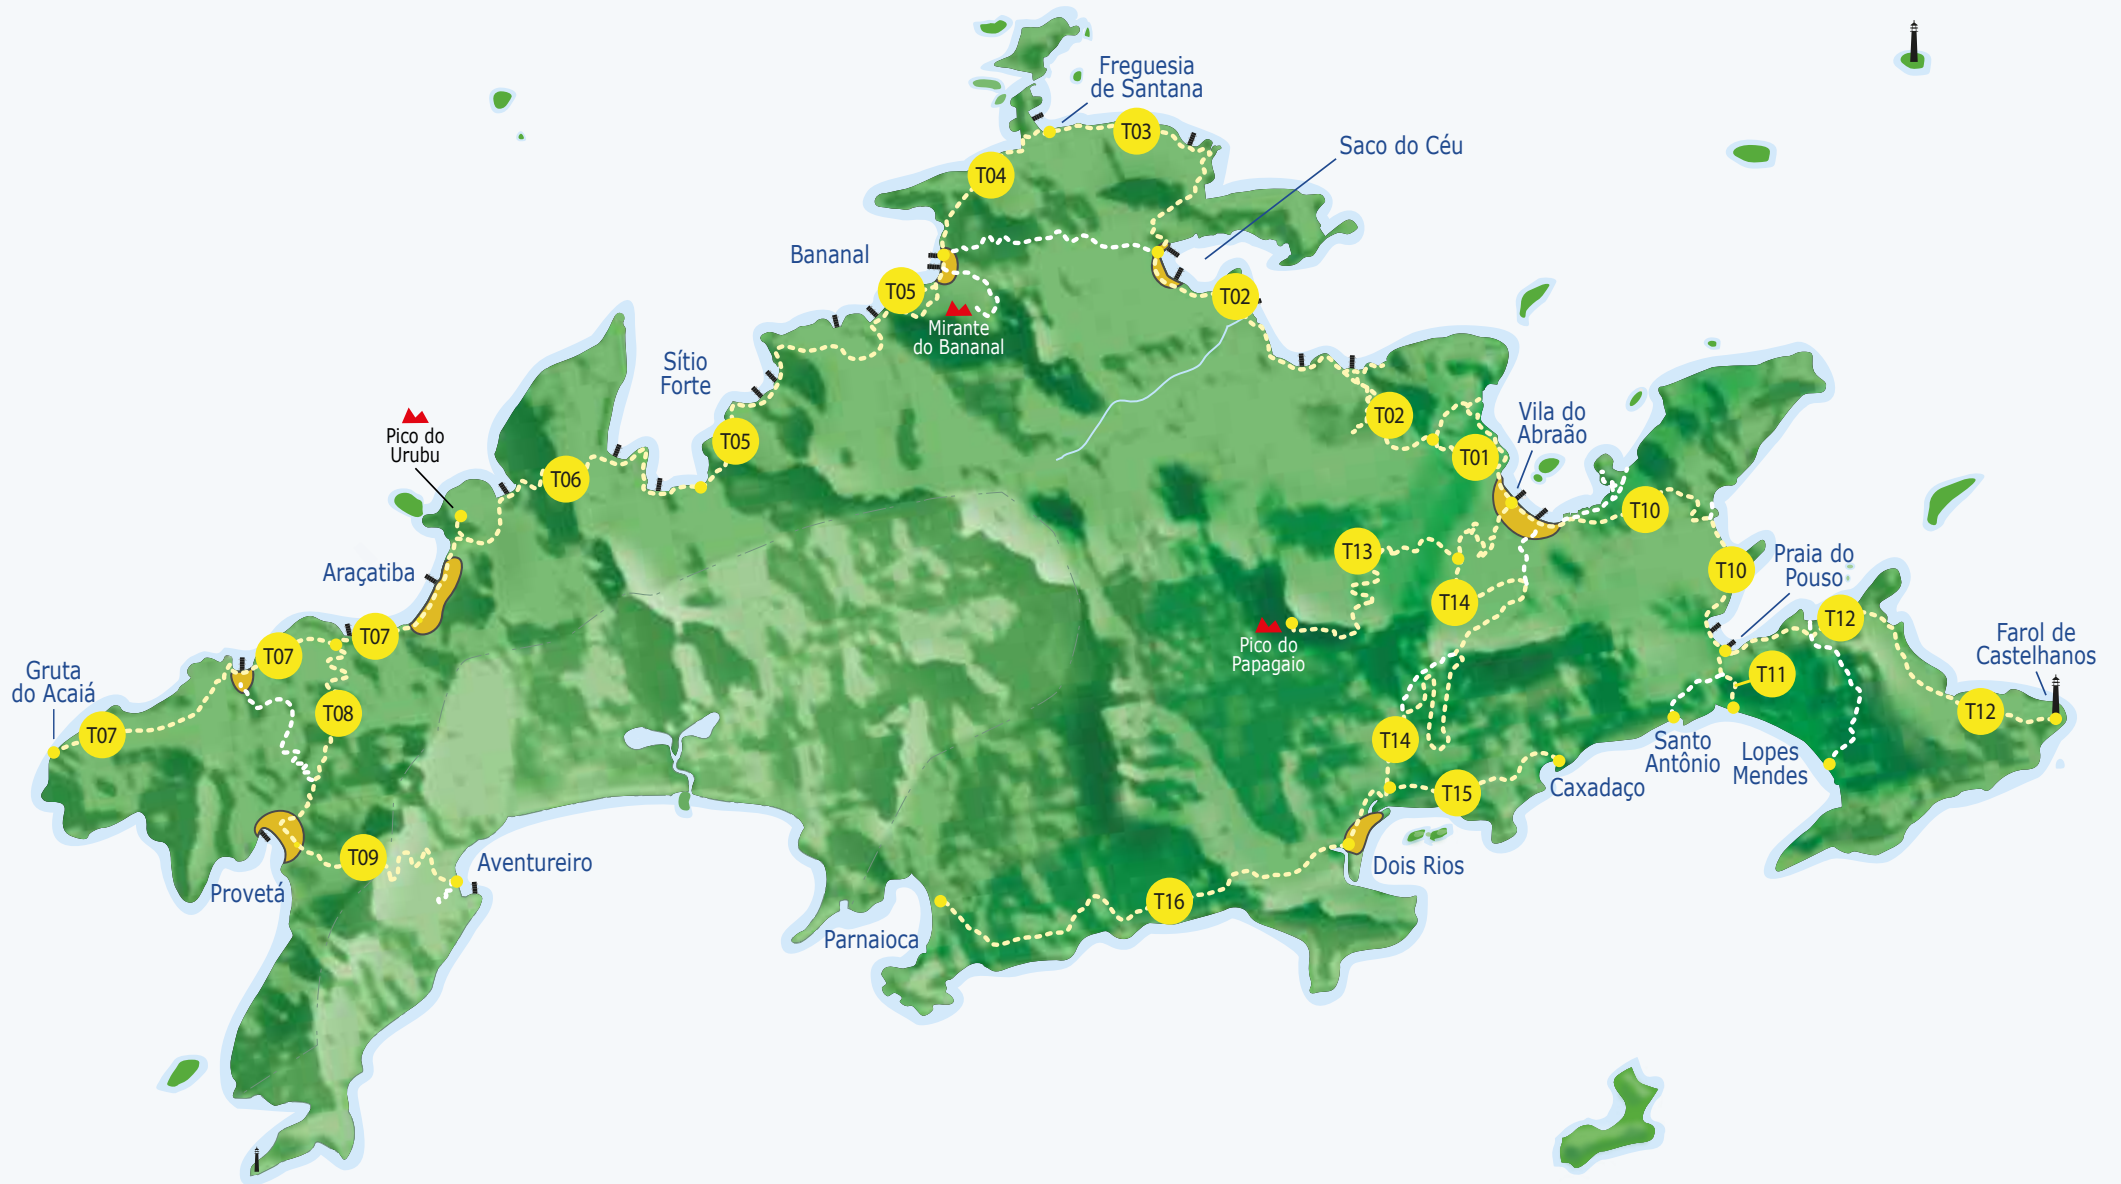 Freguesia
de Santana
T03
Saco do Céu
T04
Bananal
T05
T02
Mirante
do Bananal
Sítio
Forte
Pico do
Urubu
T05
T06
T02
Vila do
Abraão
T01
T10
Araçatiba
T13
T14
T10
Praia do
Pouso
T12
T07
T07
Pico do
Papagaio
T11
Farol de
Castelhanos
Gruta
do Acaiá
T08
T07
T14
Santo
Antônio
Lopes
Mendes
T12
T15
Caxadaço
T09
Aventureiro
Dois Rios
Provetá
T16
Parnaioca